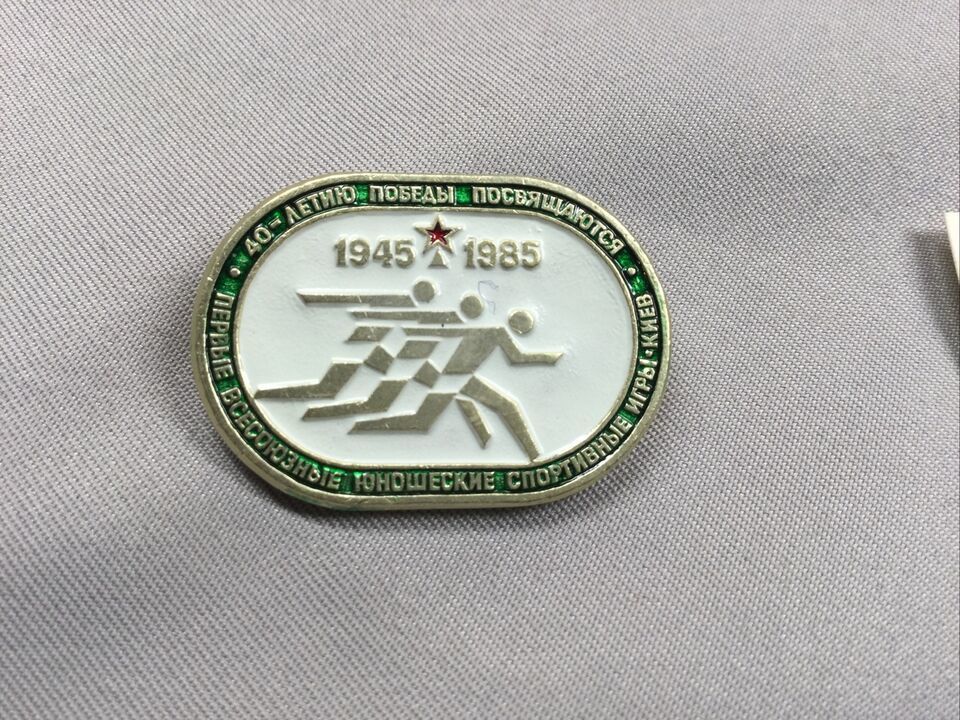 40-ЛЕТИЮ ПОБЕДЫ ПОСВЯЩАЮТСЯ
1945 1985
ПЕРВЫЕ ВСЕСОЮЗНЫЕ ЮНОШЕСКИЕ СПОРТИВНЫЕ ИГРЫ·КИЕВ